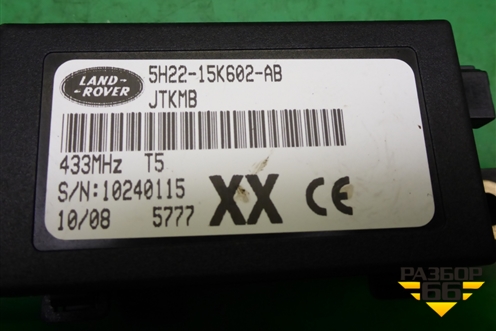 LAND-
-ROVER
5H22-15K602-AB
JTKMB
433MHz T5
S/N:10240115
10/08 5777
XX CE
РАЗБОР
66